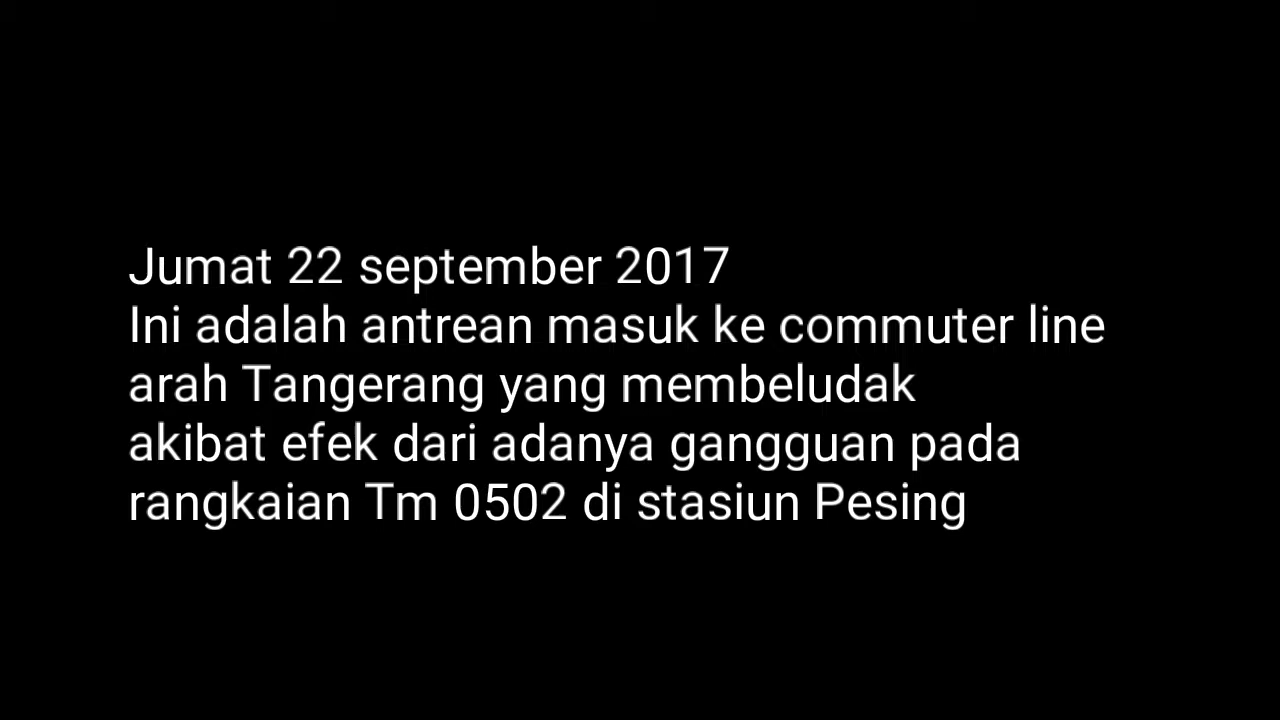 Jumat 22 september 2017
Ini adalah antrean masuk ke commuter line
arah Tangerang yang membeludak
akibat efek dari adanya gangguan pada
rangkaian Tm 0502 di stasiun Pesing